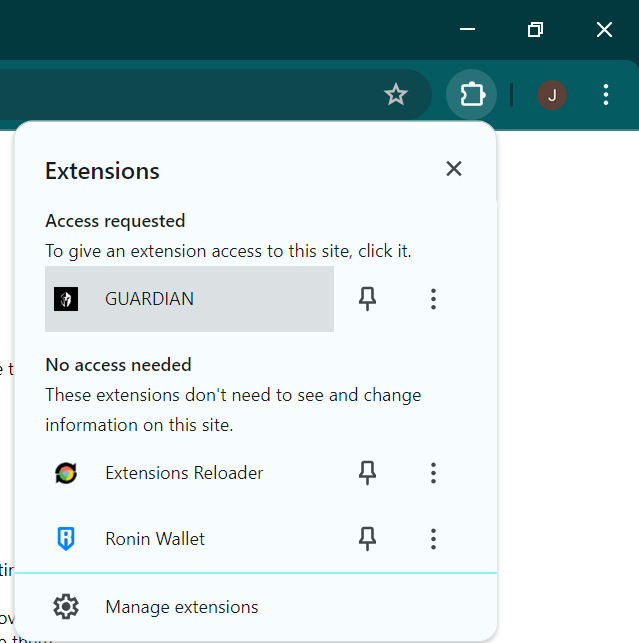 J
Extensions
Access requested
To give an extension access to this site, click it.
GUARDIAN
No access needed
These extensions don't need to see and change
information on this site.
Extensions Reloader
Ronin Wallet
Manage extensions